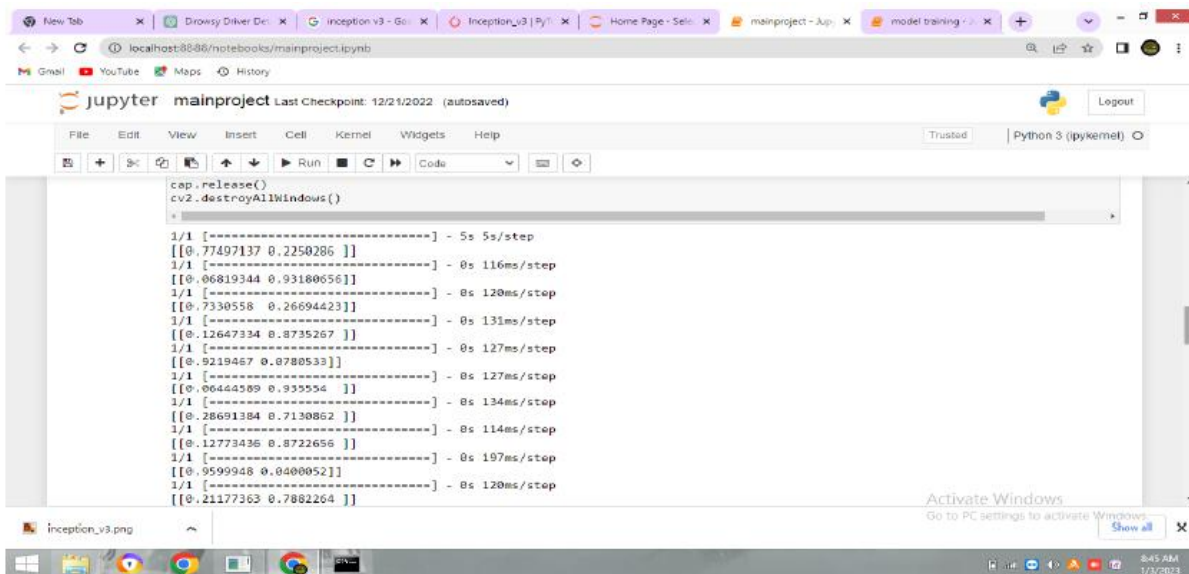 New Tab
Drowsy Driver Det
inception v3 - Goo
Inception_v3 | PyT
Home Page - Sele
mainproject - Jup
model training - J
localhost:8888/notebooks/mainproject.ipynb
Gmail YouTube Maps History
jupyter mainproject Last Checkpoint: 12/21/2022 (autosaved)
Logout
File Edit View Insert Cell Kernel Widgets Help
Trusted Python 3 (ipykernel)
Run Code
cap.release()
cv2.destroyAllWindows()
1/1 [==============================] - 5s 5s/step
[[0.77497137 0.2250286 ]]
1/1 [==============================] - 0s 116ms/step
[[0.06819344 0.93180656]]
1/1 [==============================] - 0s 120ms/step
[[0.7330558  0.26694423]]
1/1 [==============================] - 0s 131ms/step
[[0.12647334 0.8735267 ]]
1/1 [==============================] - 0s 127ms/step
[[0.9219467 0.0780533]]
1/1 [==============================] - 0s 127ms/step
[[0.06444589 0.935554  ]]
1/1 [==============================] - 0s 134ms/step
[[0.28691384 0.7130862 ]]
1/1 [==============================] - 0s 114ms/step
[[0.12773436 0.8722656 ]]
1/1 [==============================] - 0s 197ms/step
[[0.9599948 0.0400052]]
1/1 [==============================] - 0s 120ms/step
[[0.21177363 0.7882264 ]]
Activate Windows
Go to PC settings to activate Windows.
inception_v3.png
Show all
8:45 AM
1/3/2023